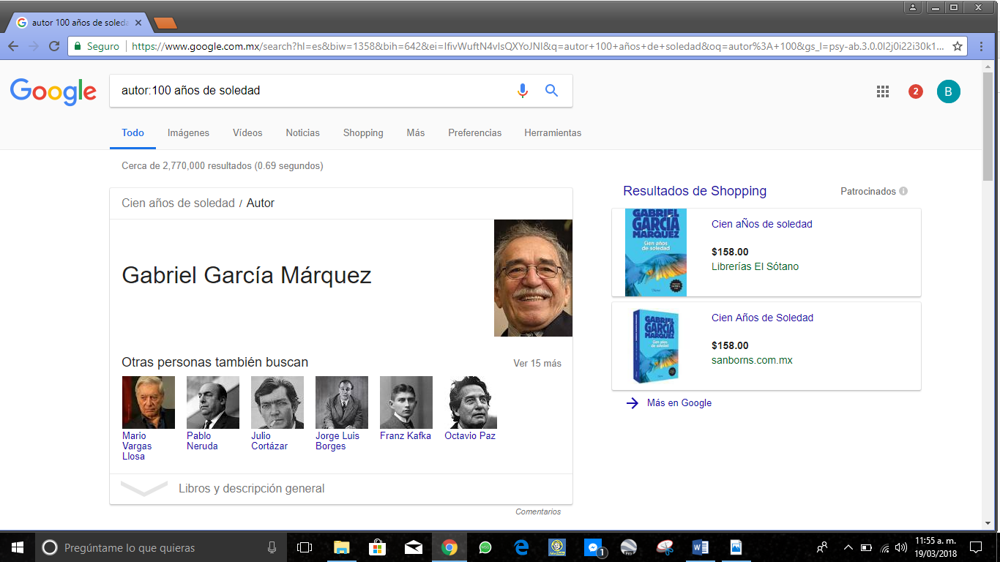 autor 100 años de soleda
Seguro
https://www.google.com.mx/search?hl=es&biw=1358&bih=642&ei=IfivWuftN4vIsQXYoJNI&q=autor+100+años+de+soledad&oq=autor%3A+100&gs_l=psy-ab.3.0.0l2j0i22i30k1...
Google
autor:100 años de soledad
2
B
Todo Imágenes Vídeos Noticias Shopping Más Preferencias Herramientas
Cerca de 2,770,000 resultados (0.69 segundos)
Cien años de soledad / Autor
Gabriel García Márquez
Otras personas también buscan
Ver 15 más
Mario
Vargas
Llosa
Pablo
Neruda
Julio
Cortázar
Jorge Luis
Borges
Franz Kafka
Octavio Paz
Libros y descripción general
Comentarios
Resultados de Shopping
Patrocinados
GABRIEL
GARCÍA
MÁRQUEZ
Cien años
de soledad
Cien aÑos de soledad
$158.00
Librerías El Sótano
GABRIEL
GARCÍA
MÁRQUEZ
Cien años
de soledad
Cien Años de Soledad
$158.00
sanborns.com.mx
Más en Google
Pregúntame lo que quieras
1
Pro
11:55 a. m.
19/03/2018